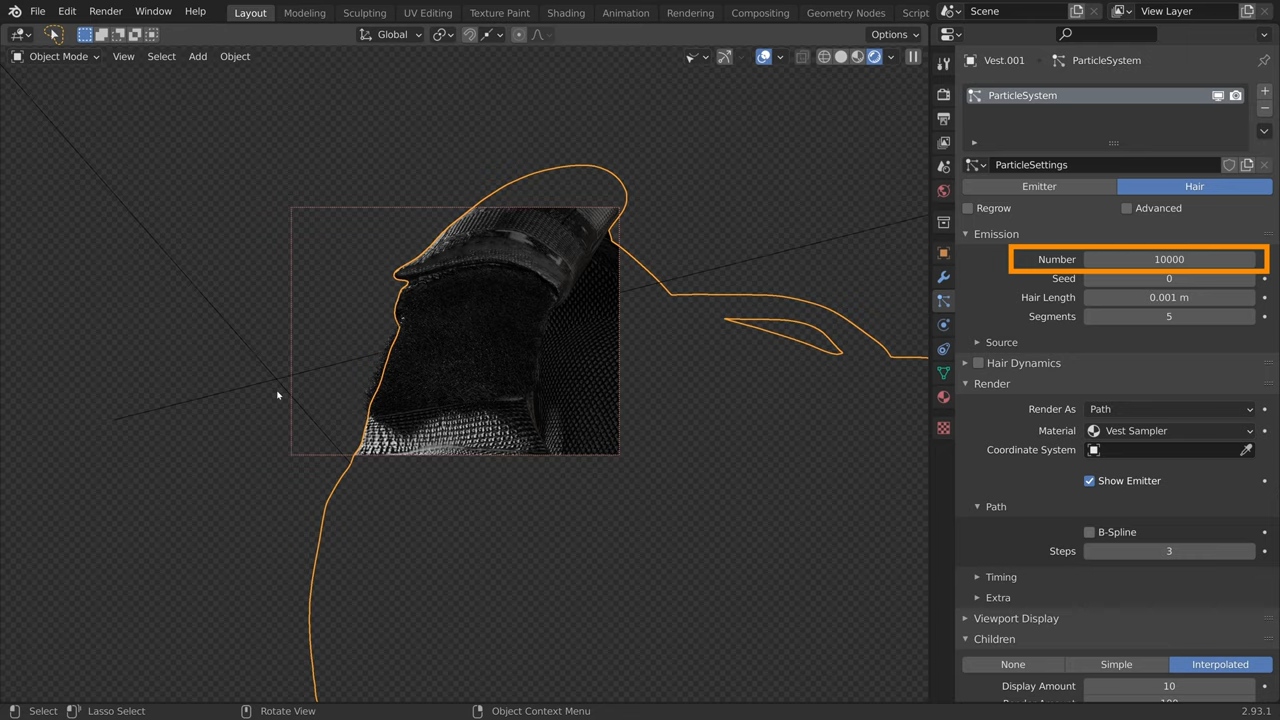 File Edit Render Window Help Layout Modeling Sculpting UV Editing Texture Paint Shading Animation Rendering Compositing Geometry Nodes Script Scene View Layer
Global Options
Object Mode View Select Add Object
Vest.001 ParticleSystem
ParticleSystem
ParticleSettings
Emitter Hair
Regrow Advanced
Emission
Number 10000
Seed 0
Hair Length 0.001 m
Segments 5
Source
Hair Dynamics
Render
Render As Path
Material Vest Sampler
Coordinate System
Show Emitter
Path
B-Spline
Steps 3
Timing
Extra
Viewport Display
Children
None Simple Interpolated
Display Amount 10
Select Lasso Select Rotate View Object Context Menu 2.93.1